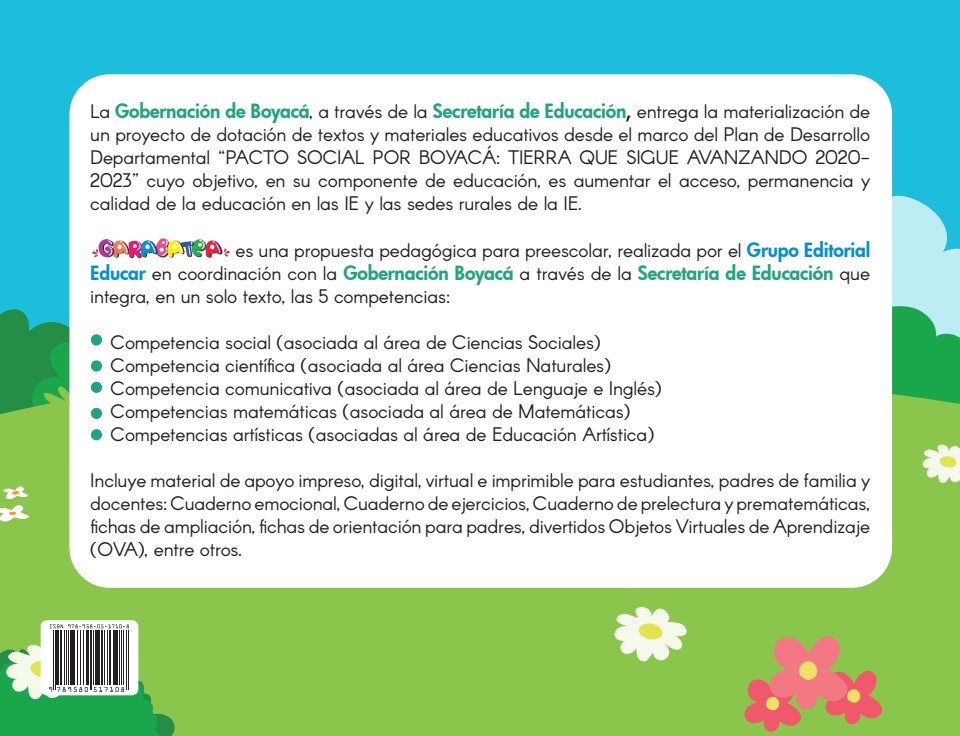 La Gobernación de Boyacá, a través de la Secretaría de Educación, entrega la materialización de
un proyecto de dotación de textos y materiales educativos desde el marco del Plan de Desarrollo
Departamental “PACTO SOCIAL POR BOYACÁ: TIERRA QUE SIGUE AVANZANDO 2020-
2023” cuyo objetivo, en su componente de educación, es aumentar el acceso, permanencia y
calidad de la educación en las IE y las sedes rurales de la IE.
GARABATEA es una propuesta pedagógica para preescolar, realizada por el Grupo Editorial
Educar en coordinación con la Gobernación Boyacá a través de la Secretaría de Educación que
integra, en un solo texto, las 5 competencias:
● Competencia social (asociada al área de Ciencias Sociales)
● Competencia científica (asociada al área Ciencias Naturales)
● Competencia comunicativa (asociada al área de Lenguaje e Inglés)
● Competencias matemáticas (asociada al área de Matemáticas)
● Competencias artísticas (asociadas al área de Educación Artística)
Incluye material de apoyo impreso, digital, virtual e imprimible para estudiantes, padres de familia y
docentes: Cuaderno emocional, Cuaderno de ejercicios, Cuaderno de prelectura y prematemáticas,
fichas de ampliación, fichas de orientación para padres, divertidos Objetos Virtuales de Aprendizaje
(OVA), entre otros.
ISBN 978-958-05-1710-8
9 789580 517108